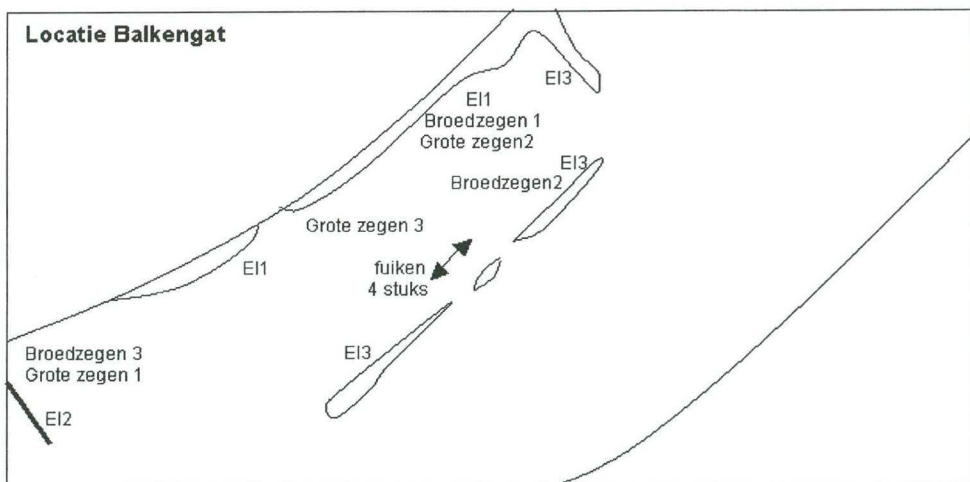 Locatie Balkengat
El3
El1
Broedzegen 1
Grote zegen2
El3
Broedzegen2
Grote zegen 3
El1
fuiken
4 stuks
El3
Broedzegen 3
Grote zegen 1
El2